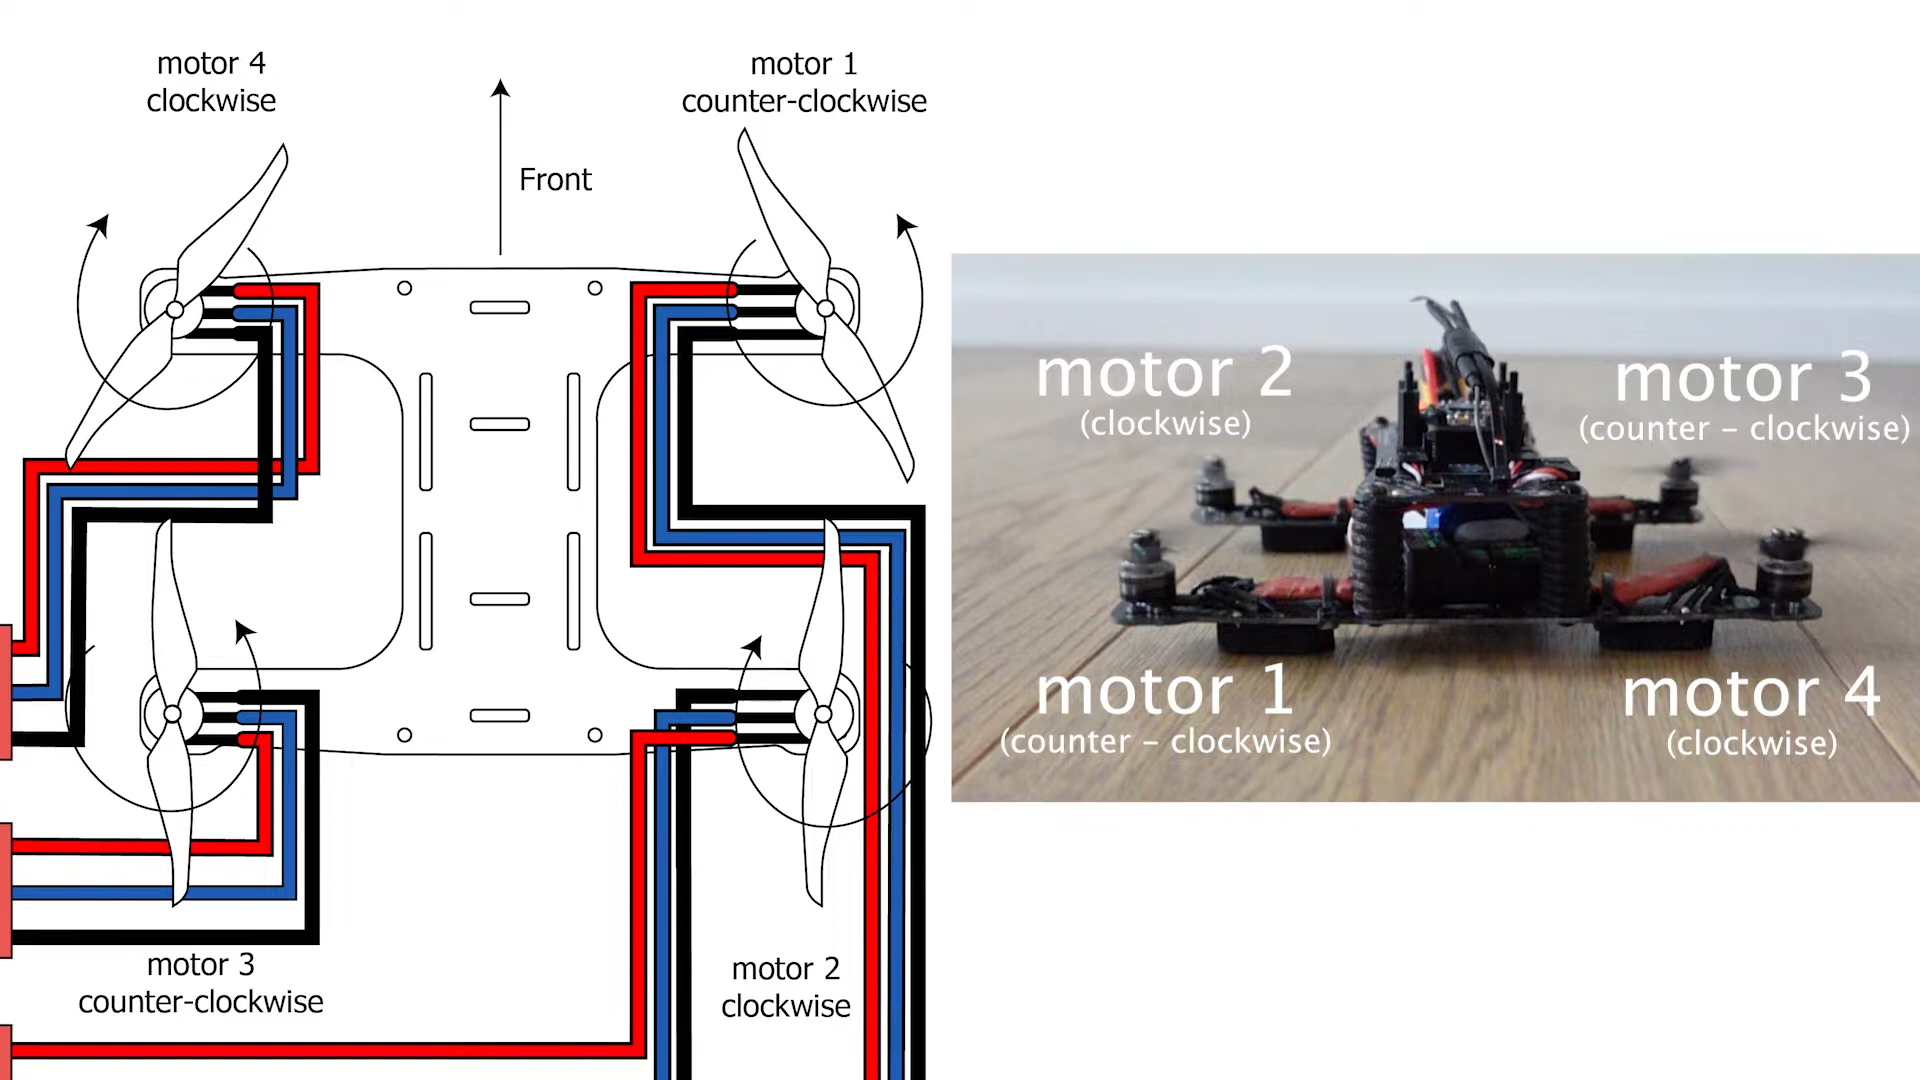 motor 4
clockwise
motor 1
counter-clockwise
Front
motor 3
counter-clockwise
motor 2
clockwise
motor 2
(clockwise)
motor 3
(counter – clockwise)
motor 1
(counter – clockwise)
motor 4
(clockwise)